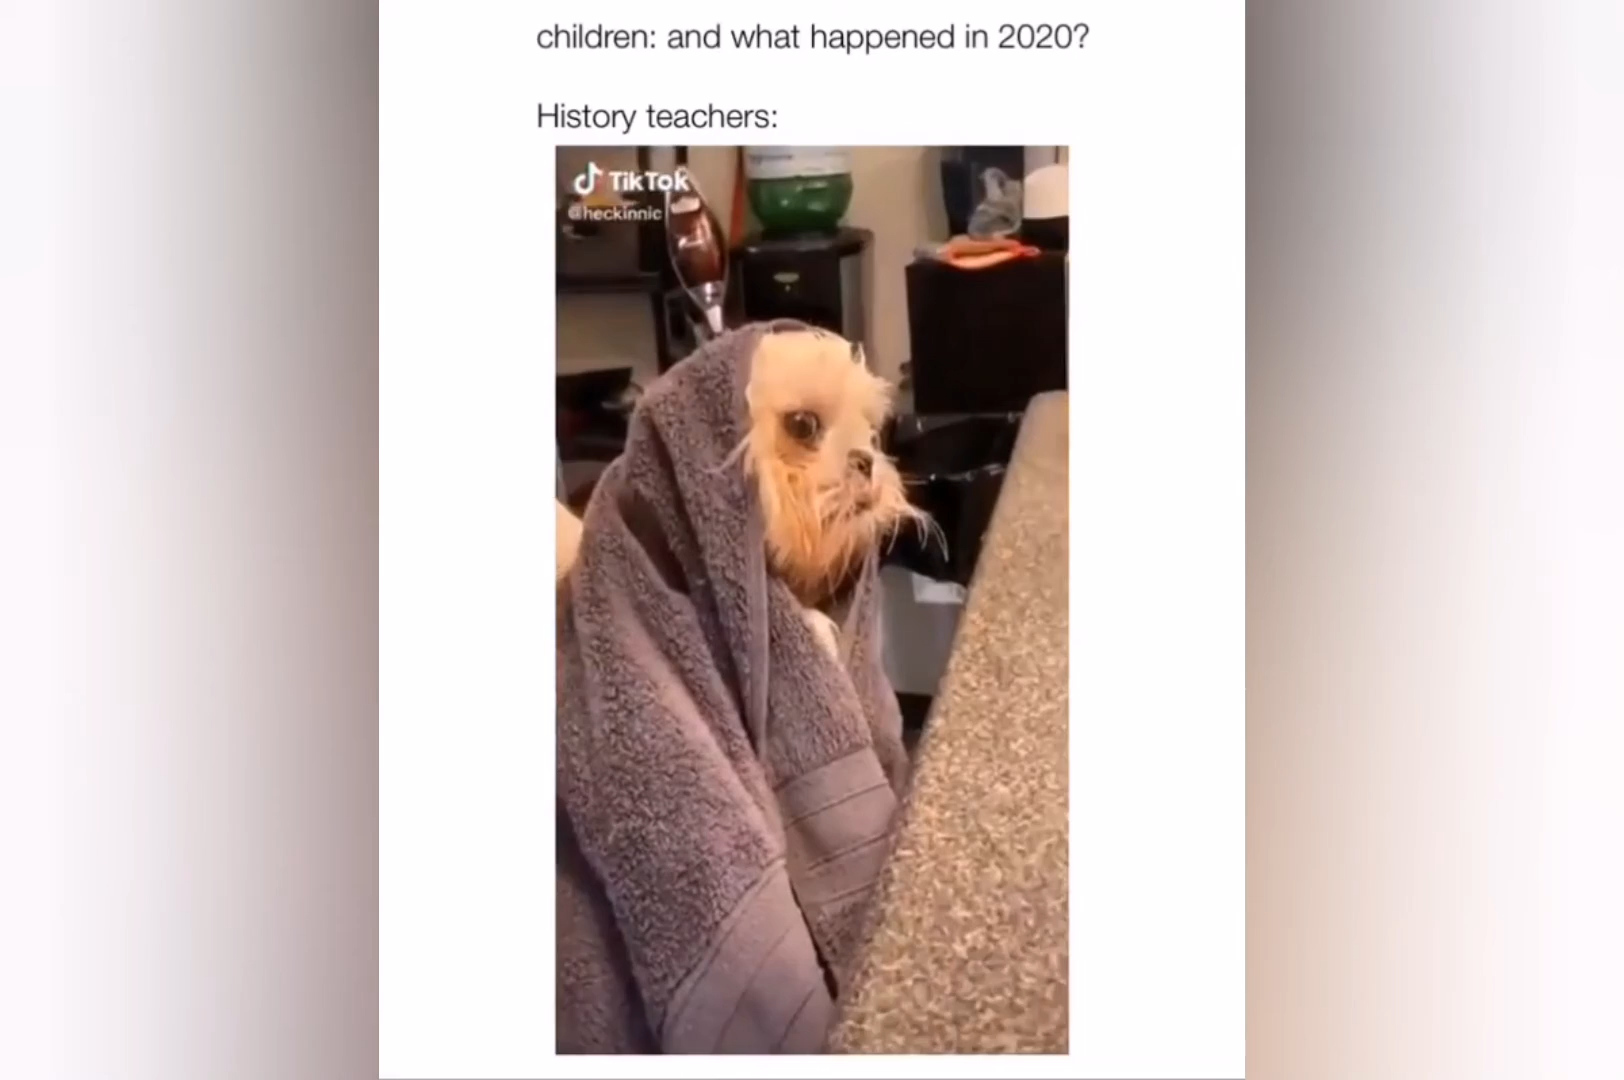 children: and what happened in 2020?
History teachers:
TikTok
@heckinnic